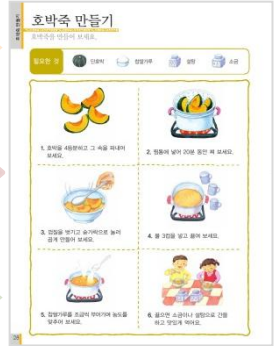 호박죽 만들기
호박죽을 만들어 보세요.
필요한 것
단호박
찹쌀가루
설탕
소금
1. 호박을 4등분하고 그 속을 파내어
보세요.
2. 찜통에 넣어 20분 동안 쪄 보세요.
3. 껍질을 벗기고 숟가락으로 눌러
곱게 만들어 보세요.
4. 물 3컵을 넣고 끓여 보세요.
5. 찹쌀가루를 조금씩 부어가며 농도를
맞추어 보세요.
6. 끓으면 소금이나 설탕으로 간을
하고 맛있게 먹어요.